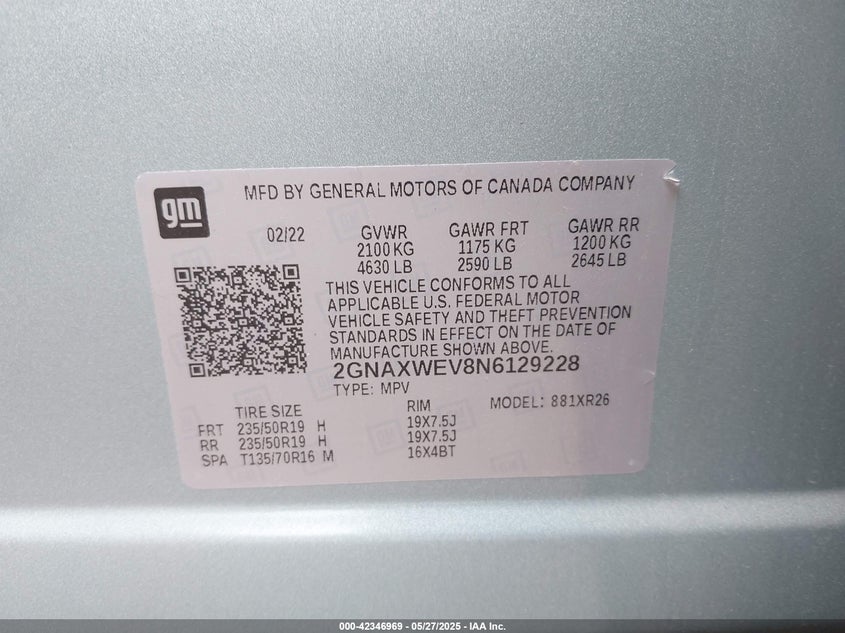 gm
MFD BY GENERAL MOTORS OF CANADA COMPANY
02/22 GVWR GAWR FRT GAWR RR
2100 KG 1175 KG 1200 KG
4630 LB 2590 LB 2645 LB
THIS VEHICLE CONFORMS TO ALL
APPLICABLE U.S. FEDERAL MOTOR
VEHICLE SAFETY AND THEFT PREVENTION
STANDARDS IN EFFECT ON THE DATE OF
MANUFACTURE SHOWN ABOVE.
2GNAXWEV8N6129228
TYPE: MPV
TIRE SIZE RIM MODEL: 881XR26
FRT 235/50R19 H 19X7.5J
RR 235/50R19 H 19X7.5J
SPA T135/70R16 M 16X4BT
000-42346969 - 05/27/2025 - IAA Inc.